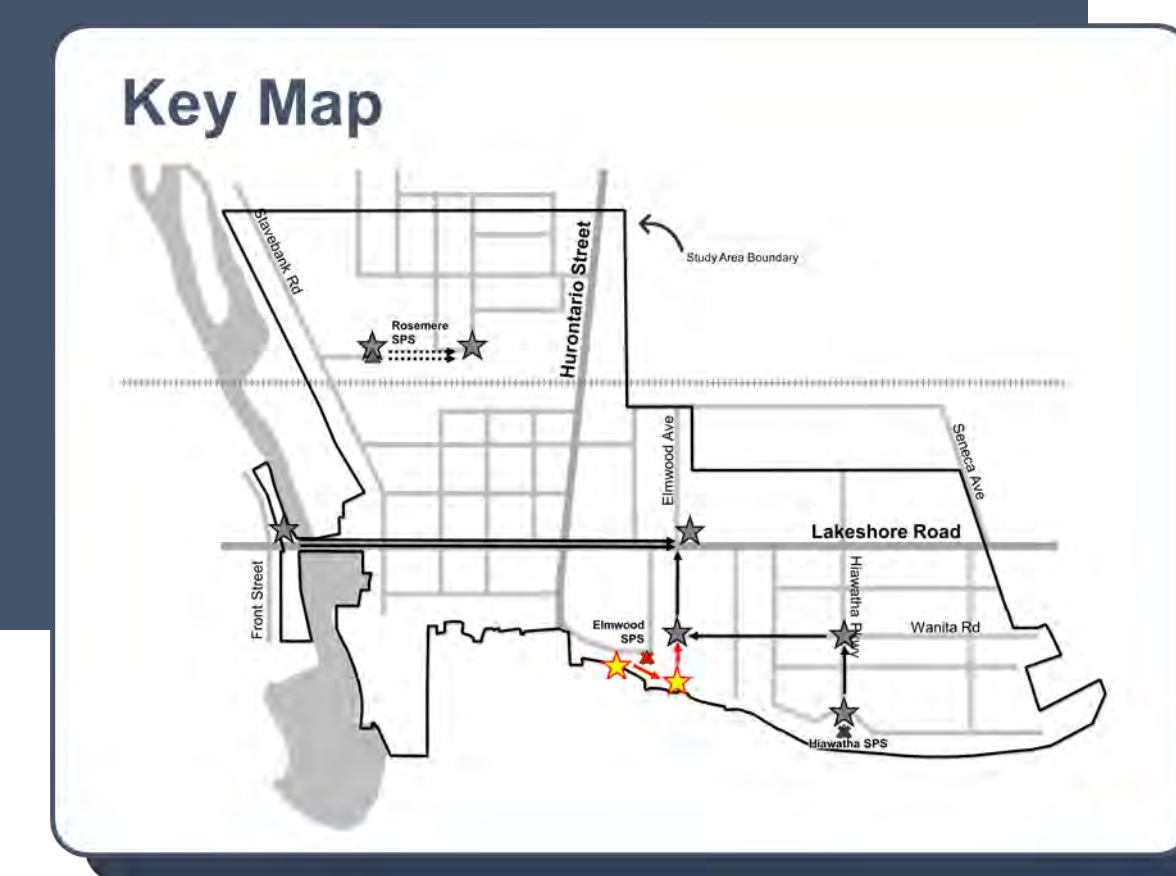 Key Map
Stavebank Rd
Hurontario Street
Study Area Boundary
Rosemere
SPS
Elmwood Ave
Seneca Ave
Lakeshore Road
Front Street
Hiawatha Pkwy
Elmwood
SPS
Wanita Rd
Hiawatha SPS